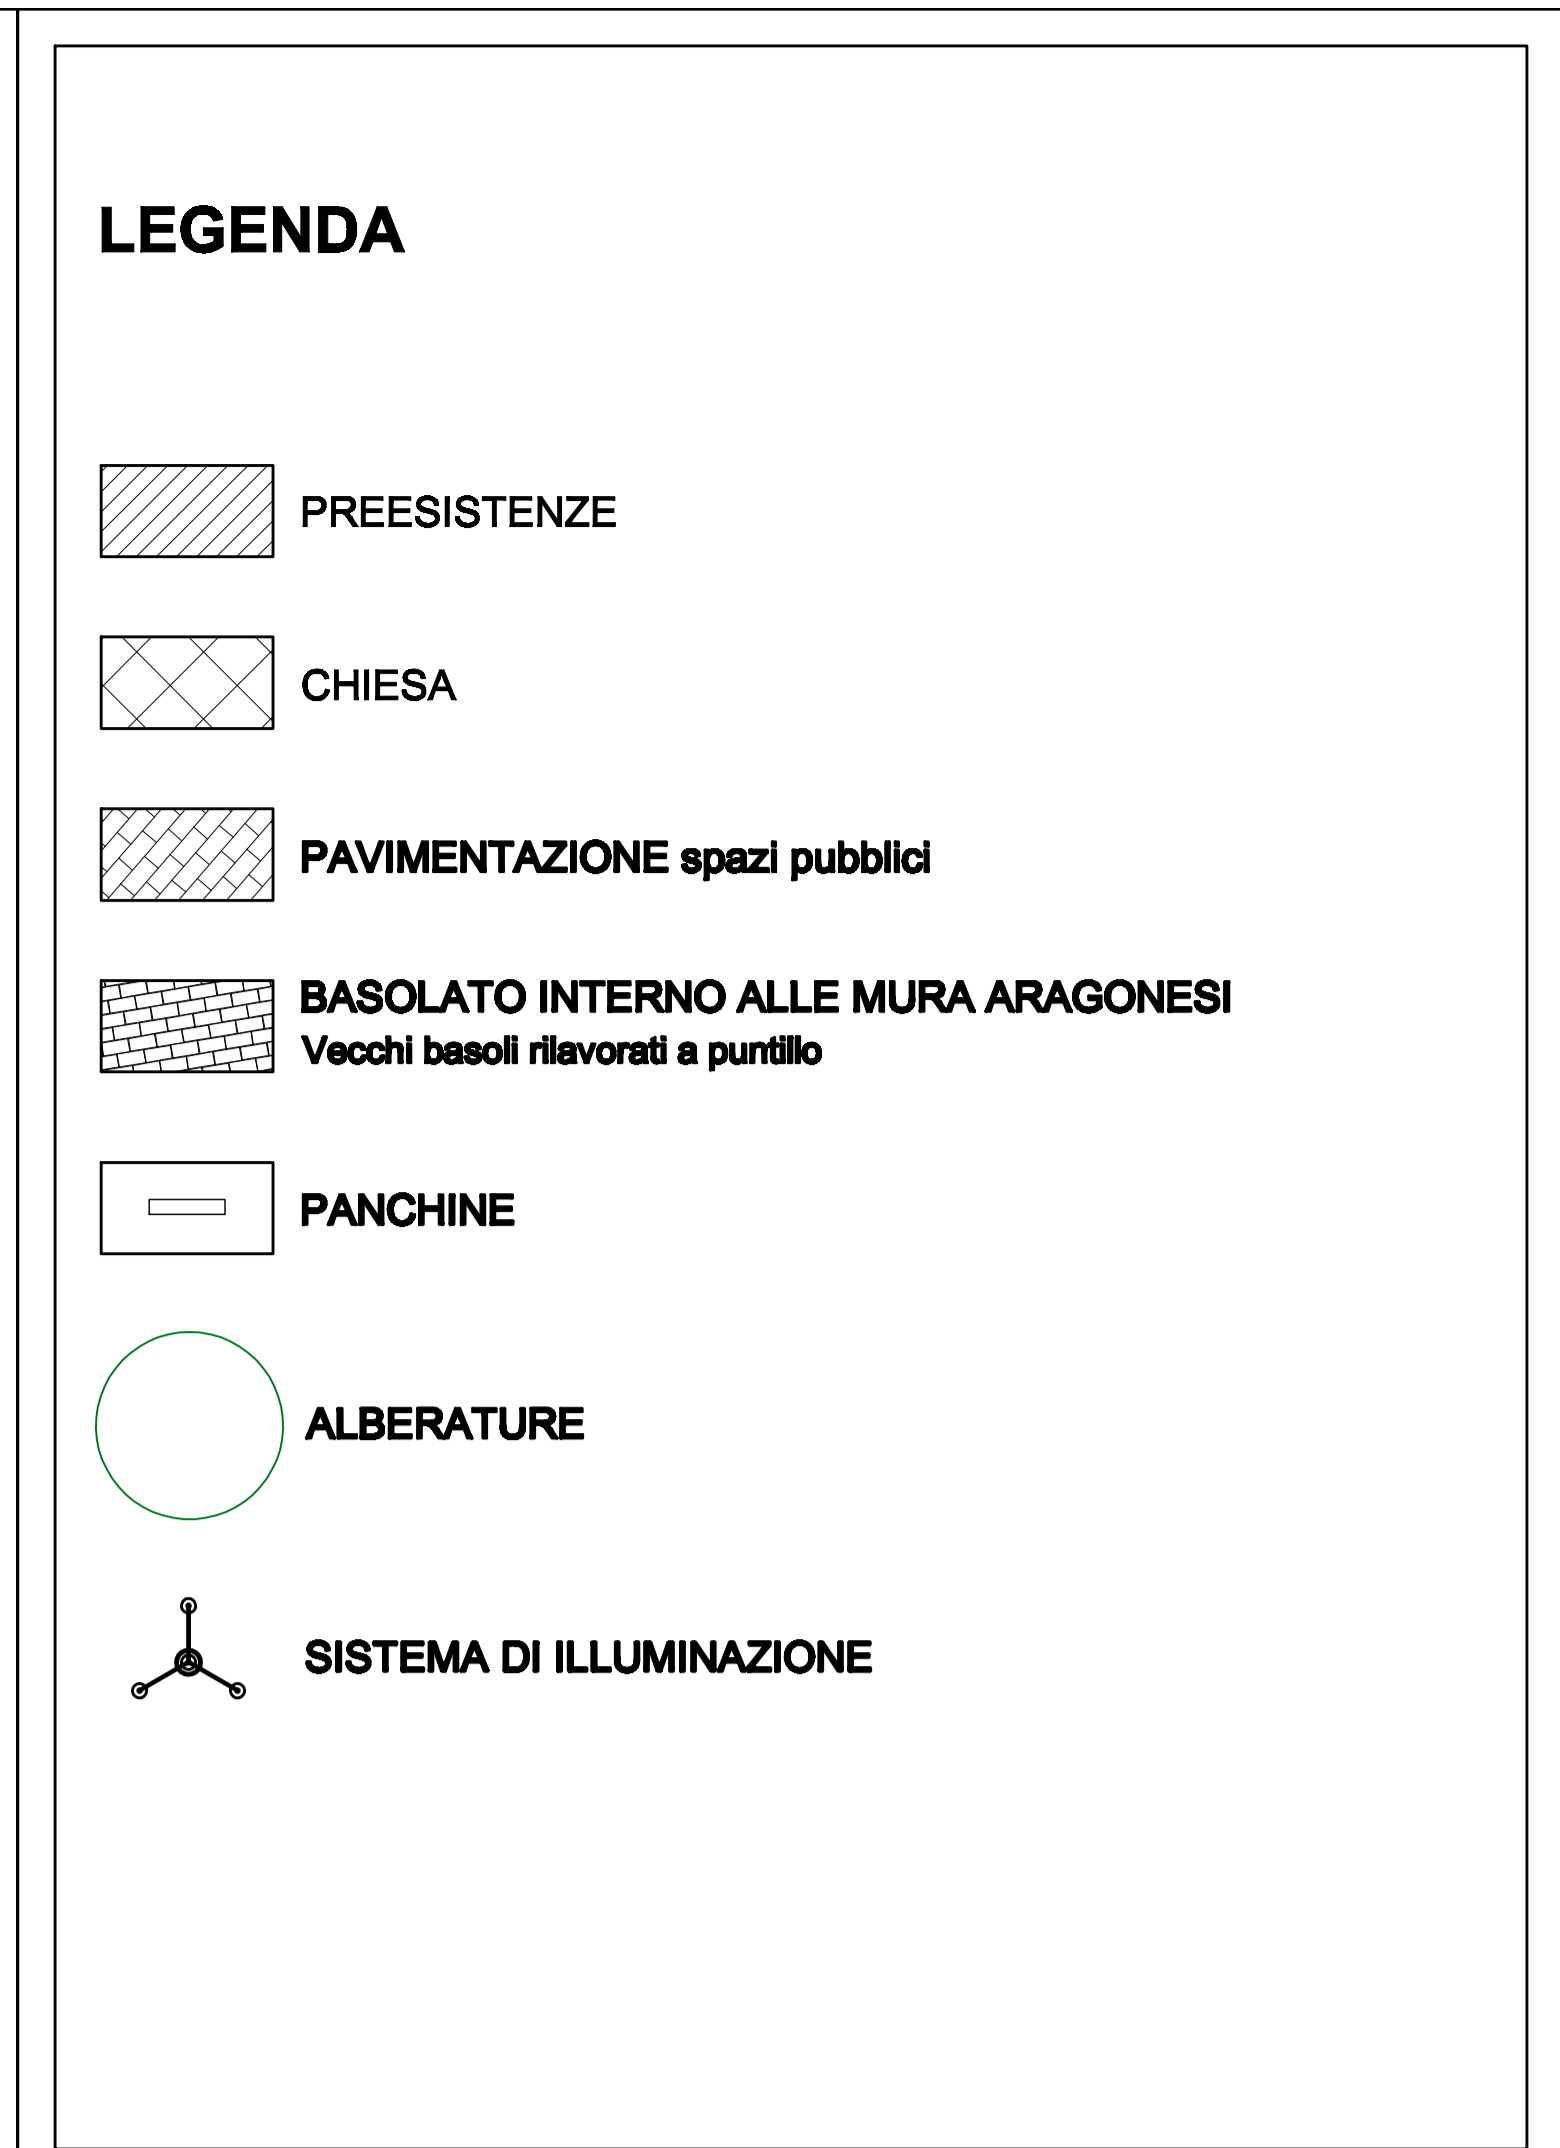 LEGENDA
PREESISTENZE
CHIESA
PAVIMENTAZIONE spazi pubblici
BASOLATO INTERNO ALLE MURA ARAGONESI
Vecchi basoli rilavorati a puntillo
PANCHINE
ALBERATURE
SISTEMA DI ILLUMINAZIONE